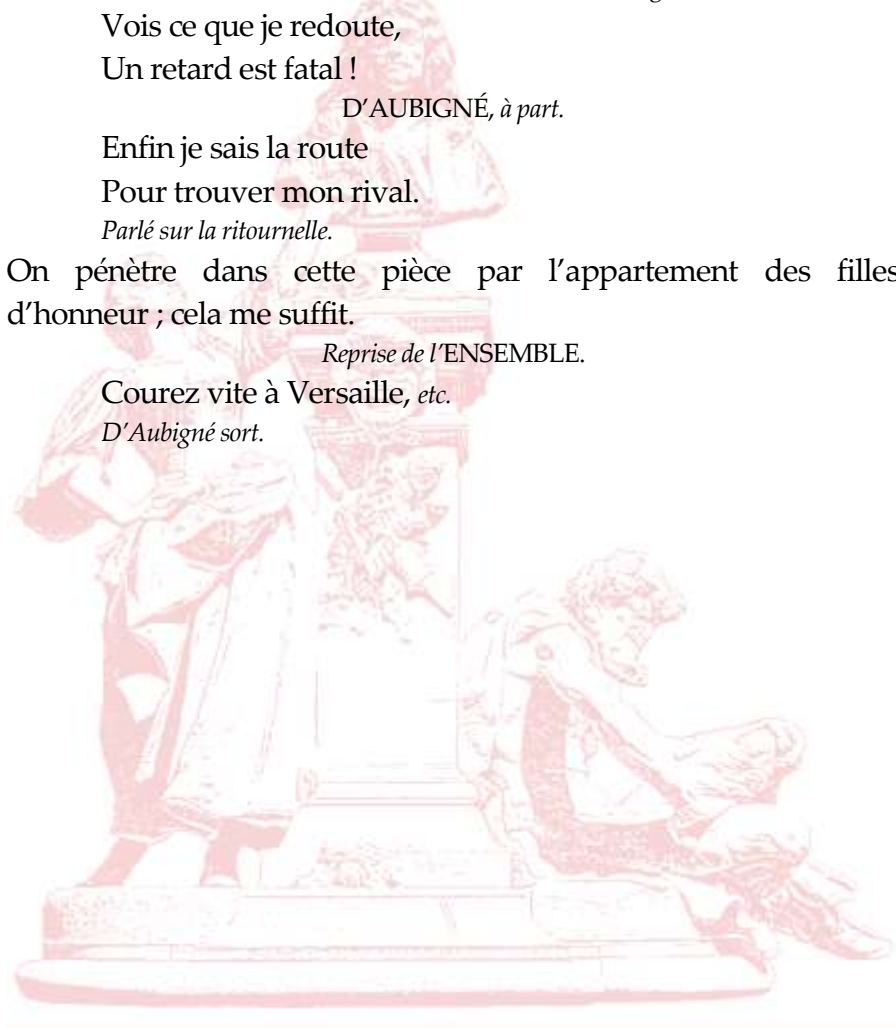 Vois ce que je redoute,
Un retard est fatal !
D’AUBIGNÉ, à part.
Enfin je sais la route
Pour trouver mon rival.
Parlé sur la ritournelle.
On pénètre dans cette pièce par l’appartement des filles
d’honneur ; cela me suffit.
Reprise de l’ENSEMBLE.
Courez vite à Versaille, etc.
D’Aubigné sort.